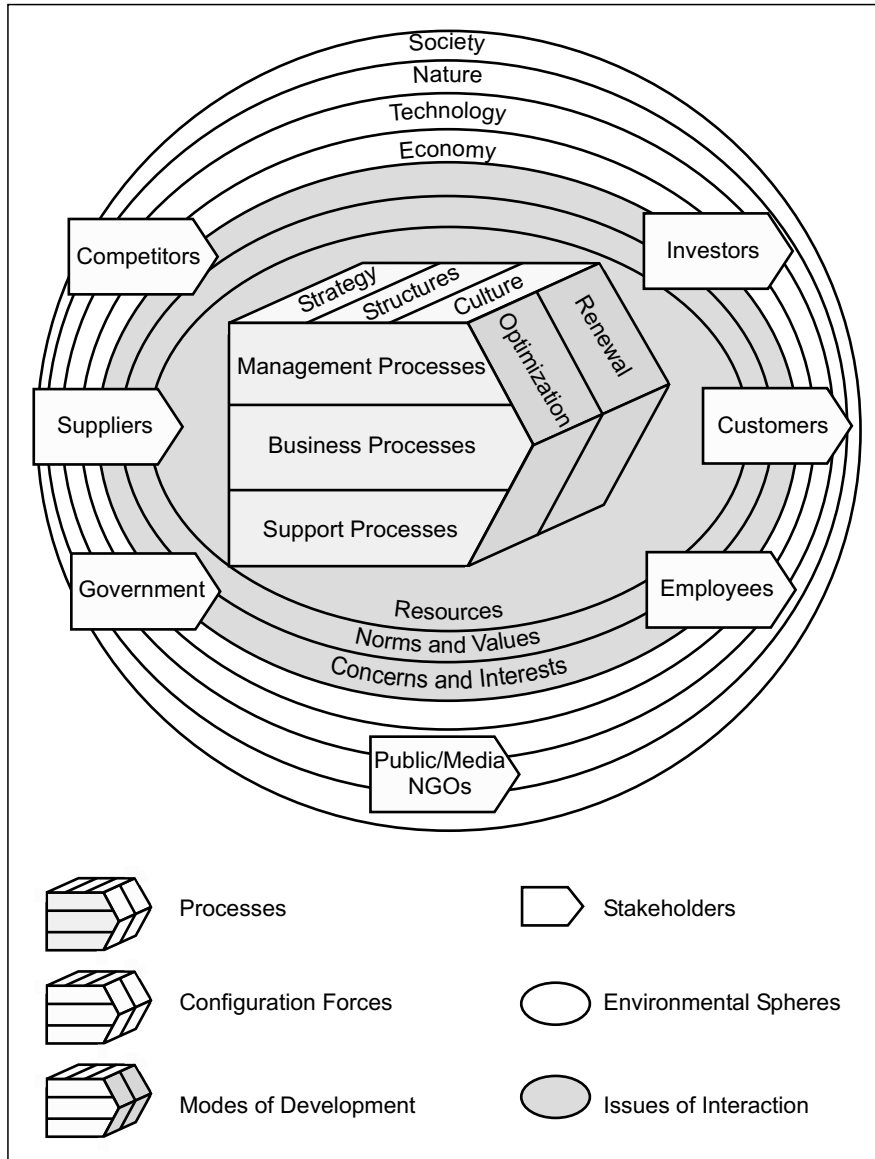 Society
Nature
Technology
Economy
Competitors
Investors
Strategy
Structures
Culture
Optimization
Renewal
Management Processes
Suppliers
Customers
Business Processes
Support Processes
Government
Employees
Resources
Norms and Values
Concerns and Interests
Public/Media
NGOs
Processes
Stakeholders
Configuration Forces
Environmental Spheres
Modes of Development
Issues of Interaction